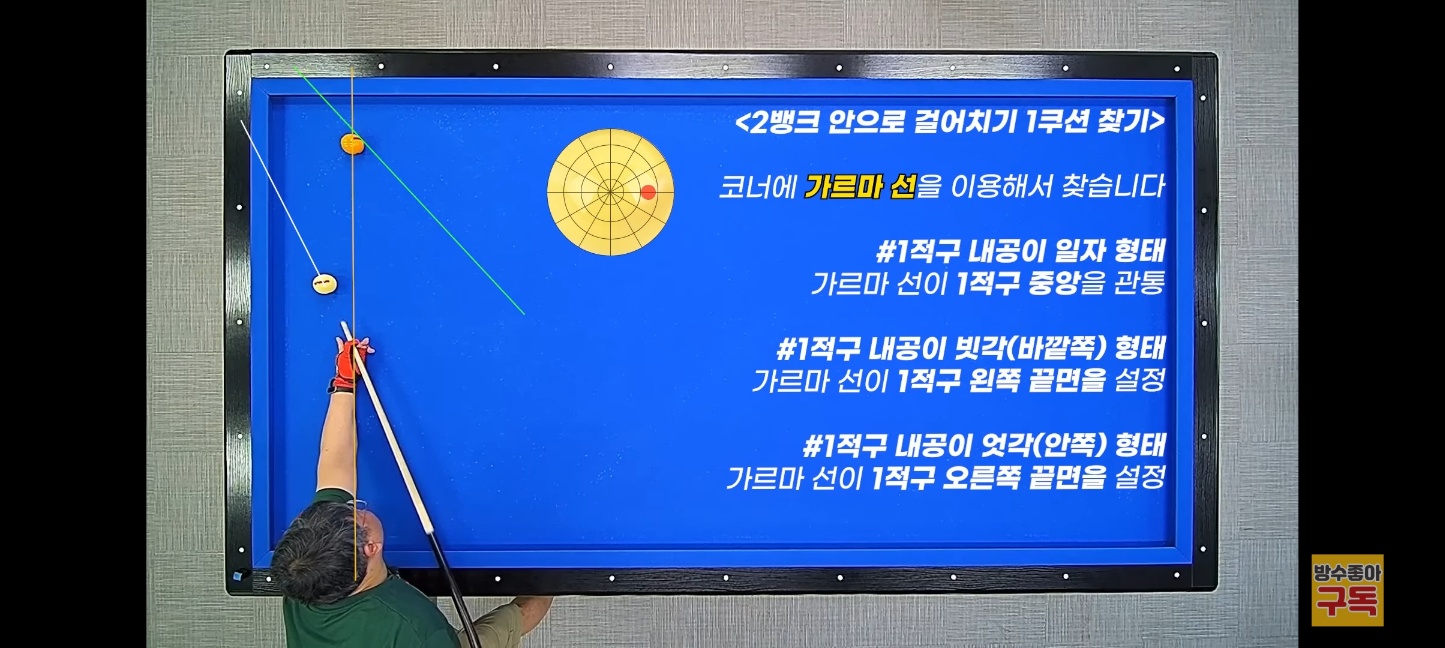 <2뱅크 안으로 걸어치기 1쿠션 찾기>
코너에 가르마 선을 이용해서 찾습니다
#1적구 내공이 일자 형태
가르마 선이 1적구 중앙을 관통
#1적구 내공이 빗각(바깥쪽) 형태
가르마 선이 1적구 왼쪽 끝면을 설정
#1적구 내공이 엇각(안쪽) 형태
가르마 선이 1적구 오른쪽 끝면을 설정
방수좋아
구독